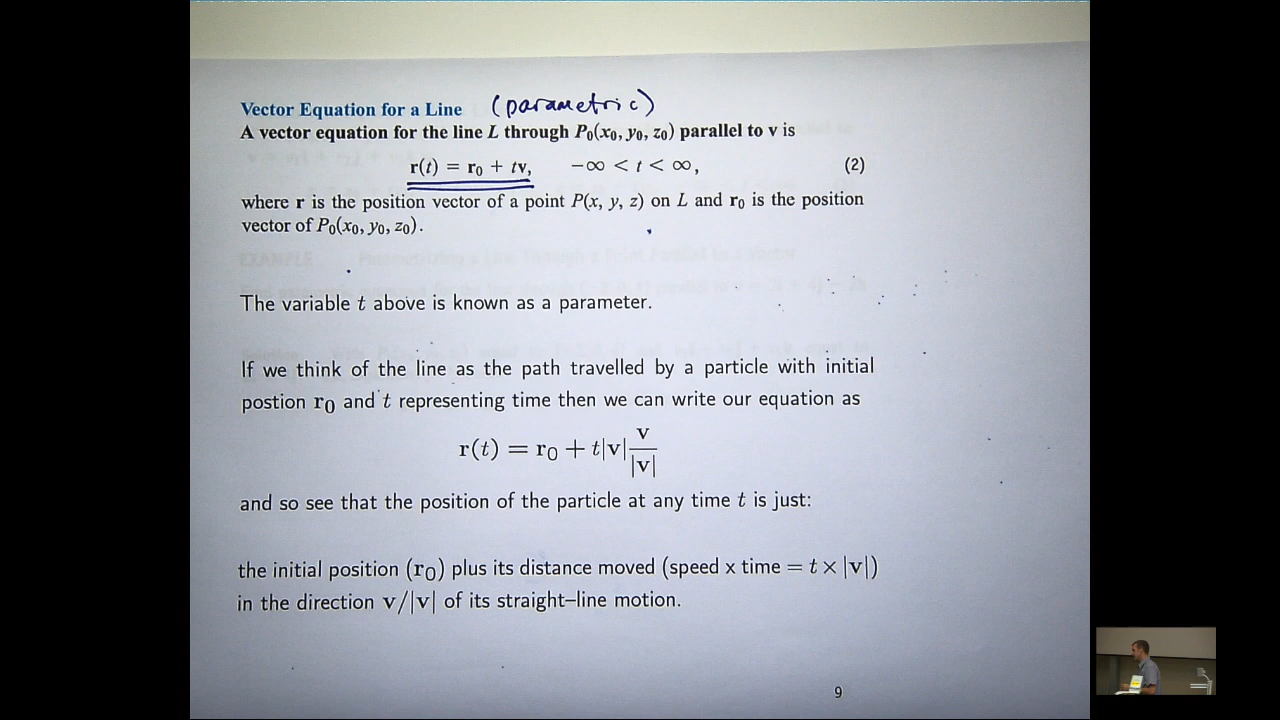 Vector Equation for a Line (parametric)
A vector equation for the line L through P₀(x₀, y₀, z₀) parallel to v is
r(t) = r₀ + tv, −∞ < t < ∞, (2)
where r is the position vector of a point P(x, y, z) on L and r₀ is the position
vector of P₀(x₀, y₀, z₀).
The variable t above is known as a parameter.
If we think of the line as the path travelled by a particle with initial
postion r₀ and t representing time then we can write our equation as
r(t) = r₀ + t|v| v/|v|
and so see that the position of the particle at any time t is just:
the initial position (r₀) plus its distance moved (speed x time = t × |v|)
in the direction v/|v| of its straight–line motion.
9